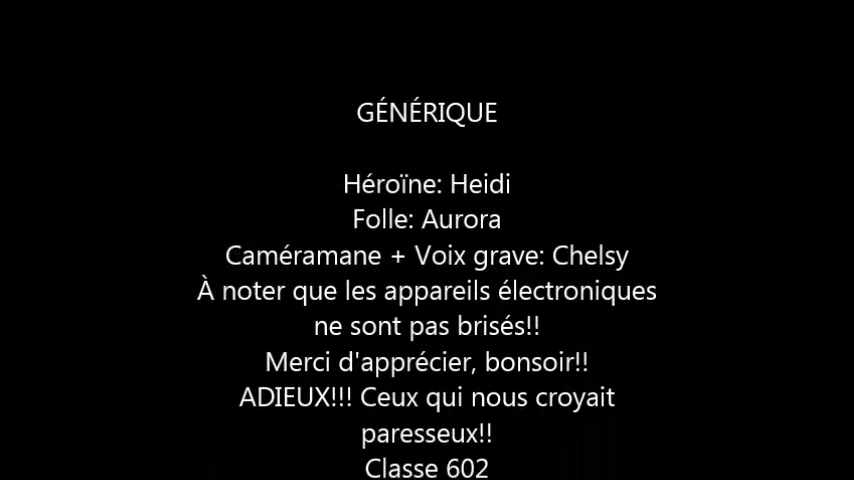 GÉNÉRIQUE
Héroïne: Heidi
Folle: Aurora
Caméramane + Voix grave: Chelsy
À noter que les appareils électroniques
ne sont pas brisés!!
Merci d'apprécier, bonsoir!!
ADIEUX!!! Ceux qui nous croyait
paresseux!!
Classe 602